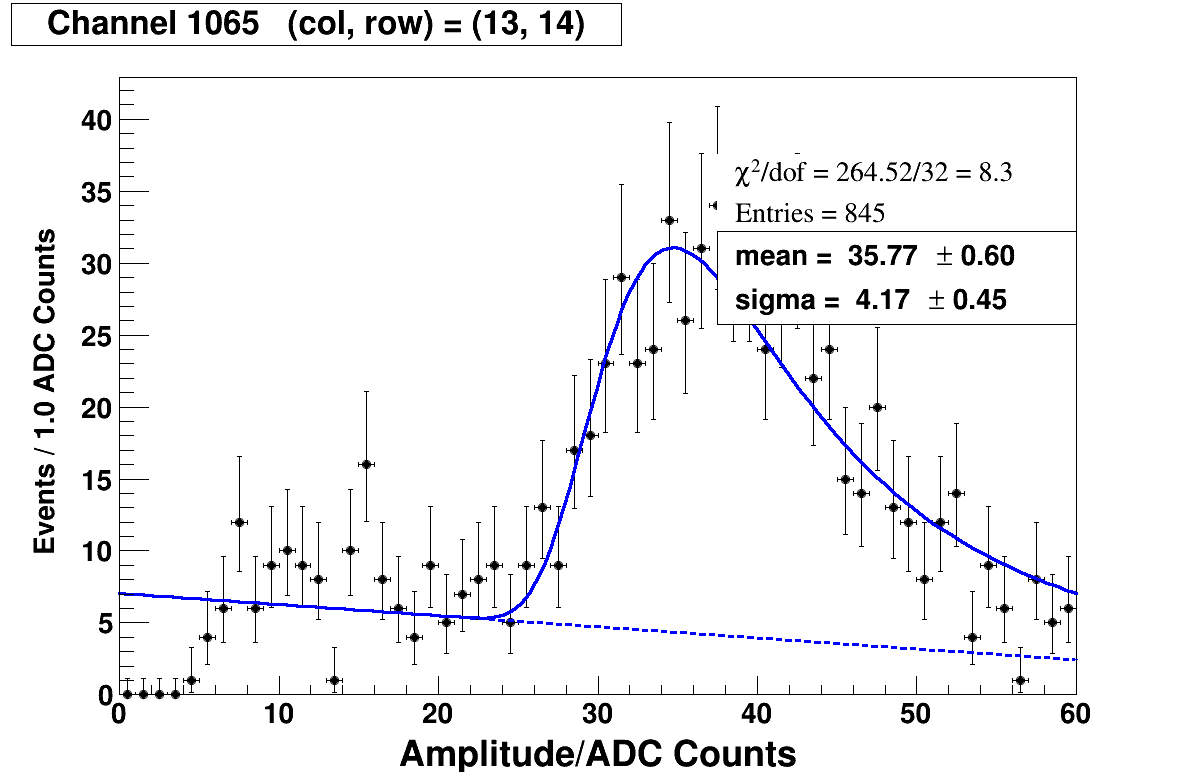 Channel 1065 (col, row) = (13, 14)
40
35
30
25
20
15
10
5
0
Events / 1.0 ADC Counts
χ²/dof = 264.52/32 = 8.3
Entries = 845
mean = 35.77 ± 0.60
sigma = 4.17 ± 0.45
0 10 20 30 40 50 60
Amplitude/ADC Counts